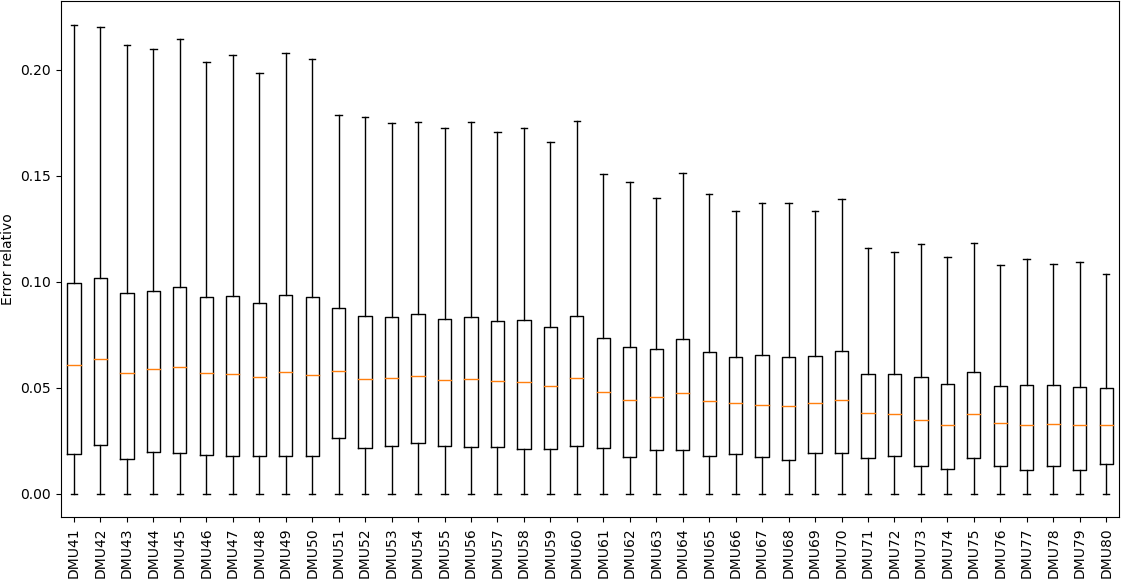 Error relativo
0.20
0.15
0.10
0.05
0.00
DMU41
DMU42
DMU43
DMU44
DMU45
DMU46
DMU47
DMU48
DMU49
DMU50
DMU51
DMU52
DMU53
DMU54
DMU55
DMU56
DMU57
DMU58
DMU59
DMU60
DMU61
DMU62
DMU63
DMU64
DMU65
DMU66
DMU67
DMU68
DMU69
DMU70
DMU71
DMU72
DMU73
DMU74
DMU75
DMU76
DMU77
DMU78
DMU79
DMU80